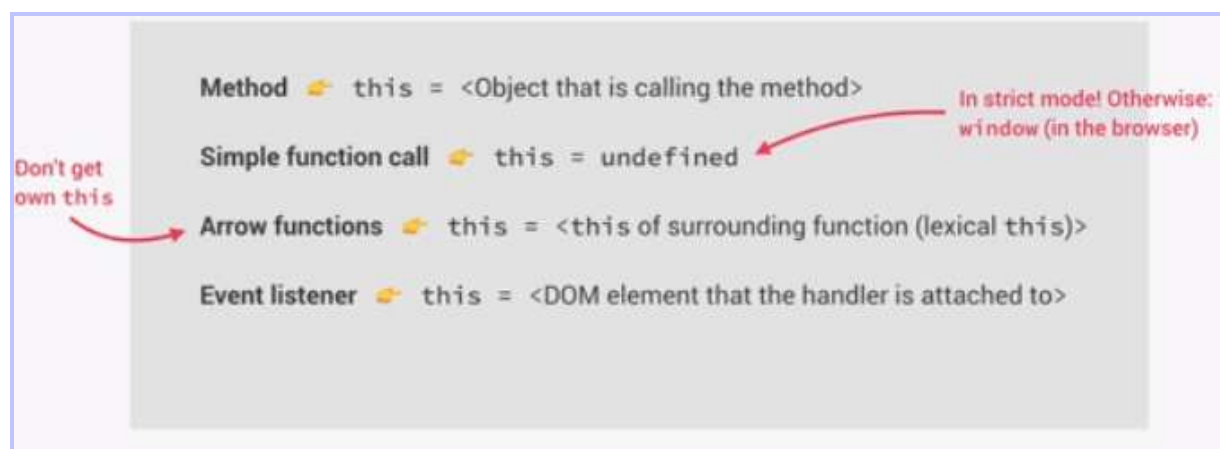 Method 👉 this = <Object that is calling the method>
In strict mode! Otherwise:
window (in the browser)
Simple function call 👉 this = undefined
Don't get
own this
Arrow functions 👉 this = <this of surrounding function (lexical this)>
Event listener 👉 this = <DOM element that the handler is attached to>